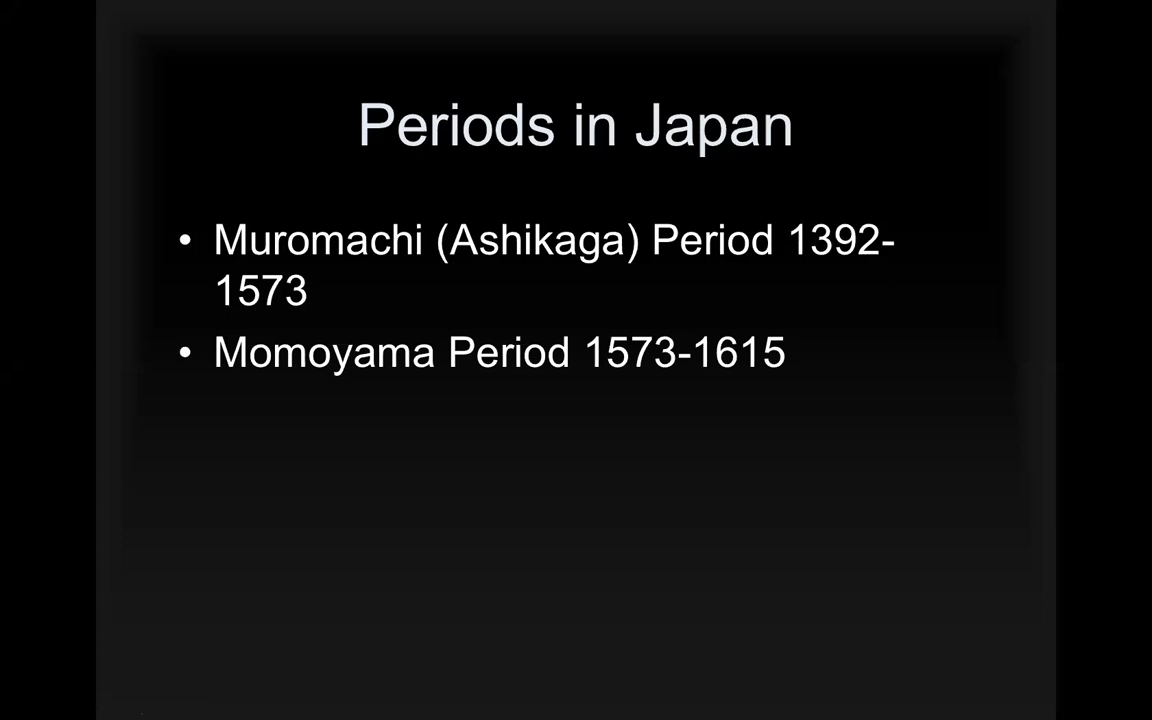 Periods in Japan
• Muromachi (Ashikaga) Period 1392-
1573
• Momoyama Period 1573-1615